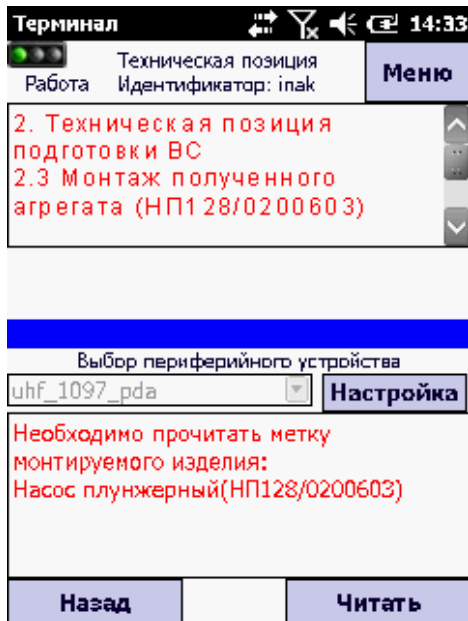 Терминал 14:33
Работа
Техническая позиция
Идентификатор: inak
Меню
2. Техническая позиция
подготовки ВС
2.3 Монтаж полученного
агрегата (НП128/0200603)
Выбор периферийного устройства
uhf_1097_pda
Настройка
Необходимо прочитать метку
монтируемого изделия:
Насос плунжерный(НП128/0200603)
Назад
Читать